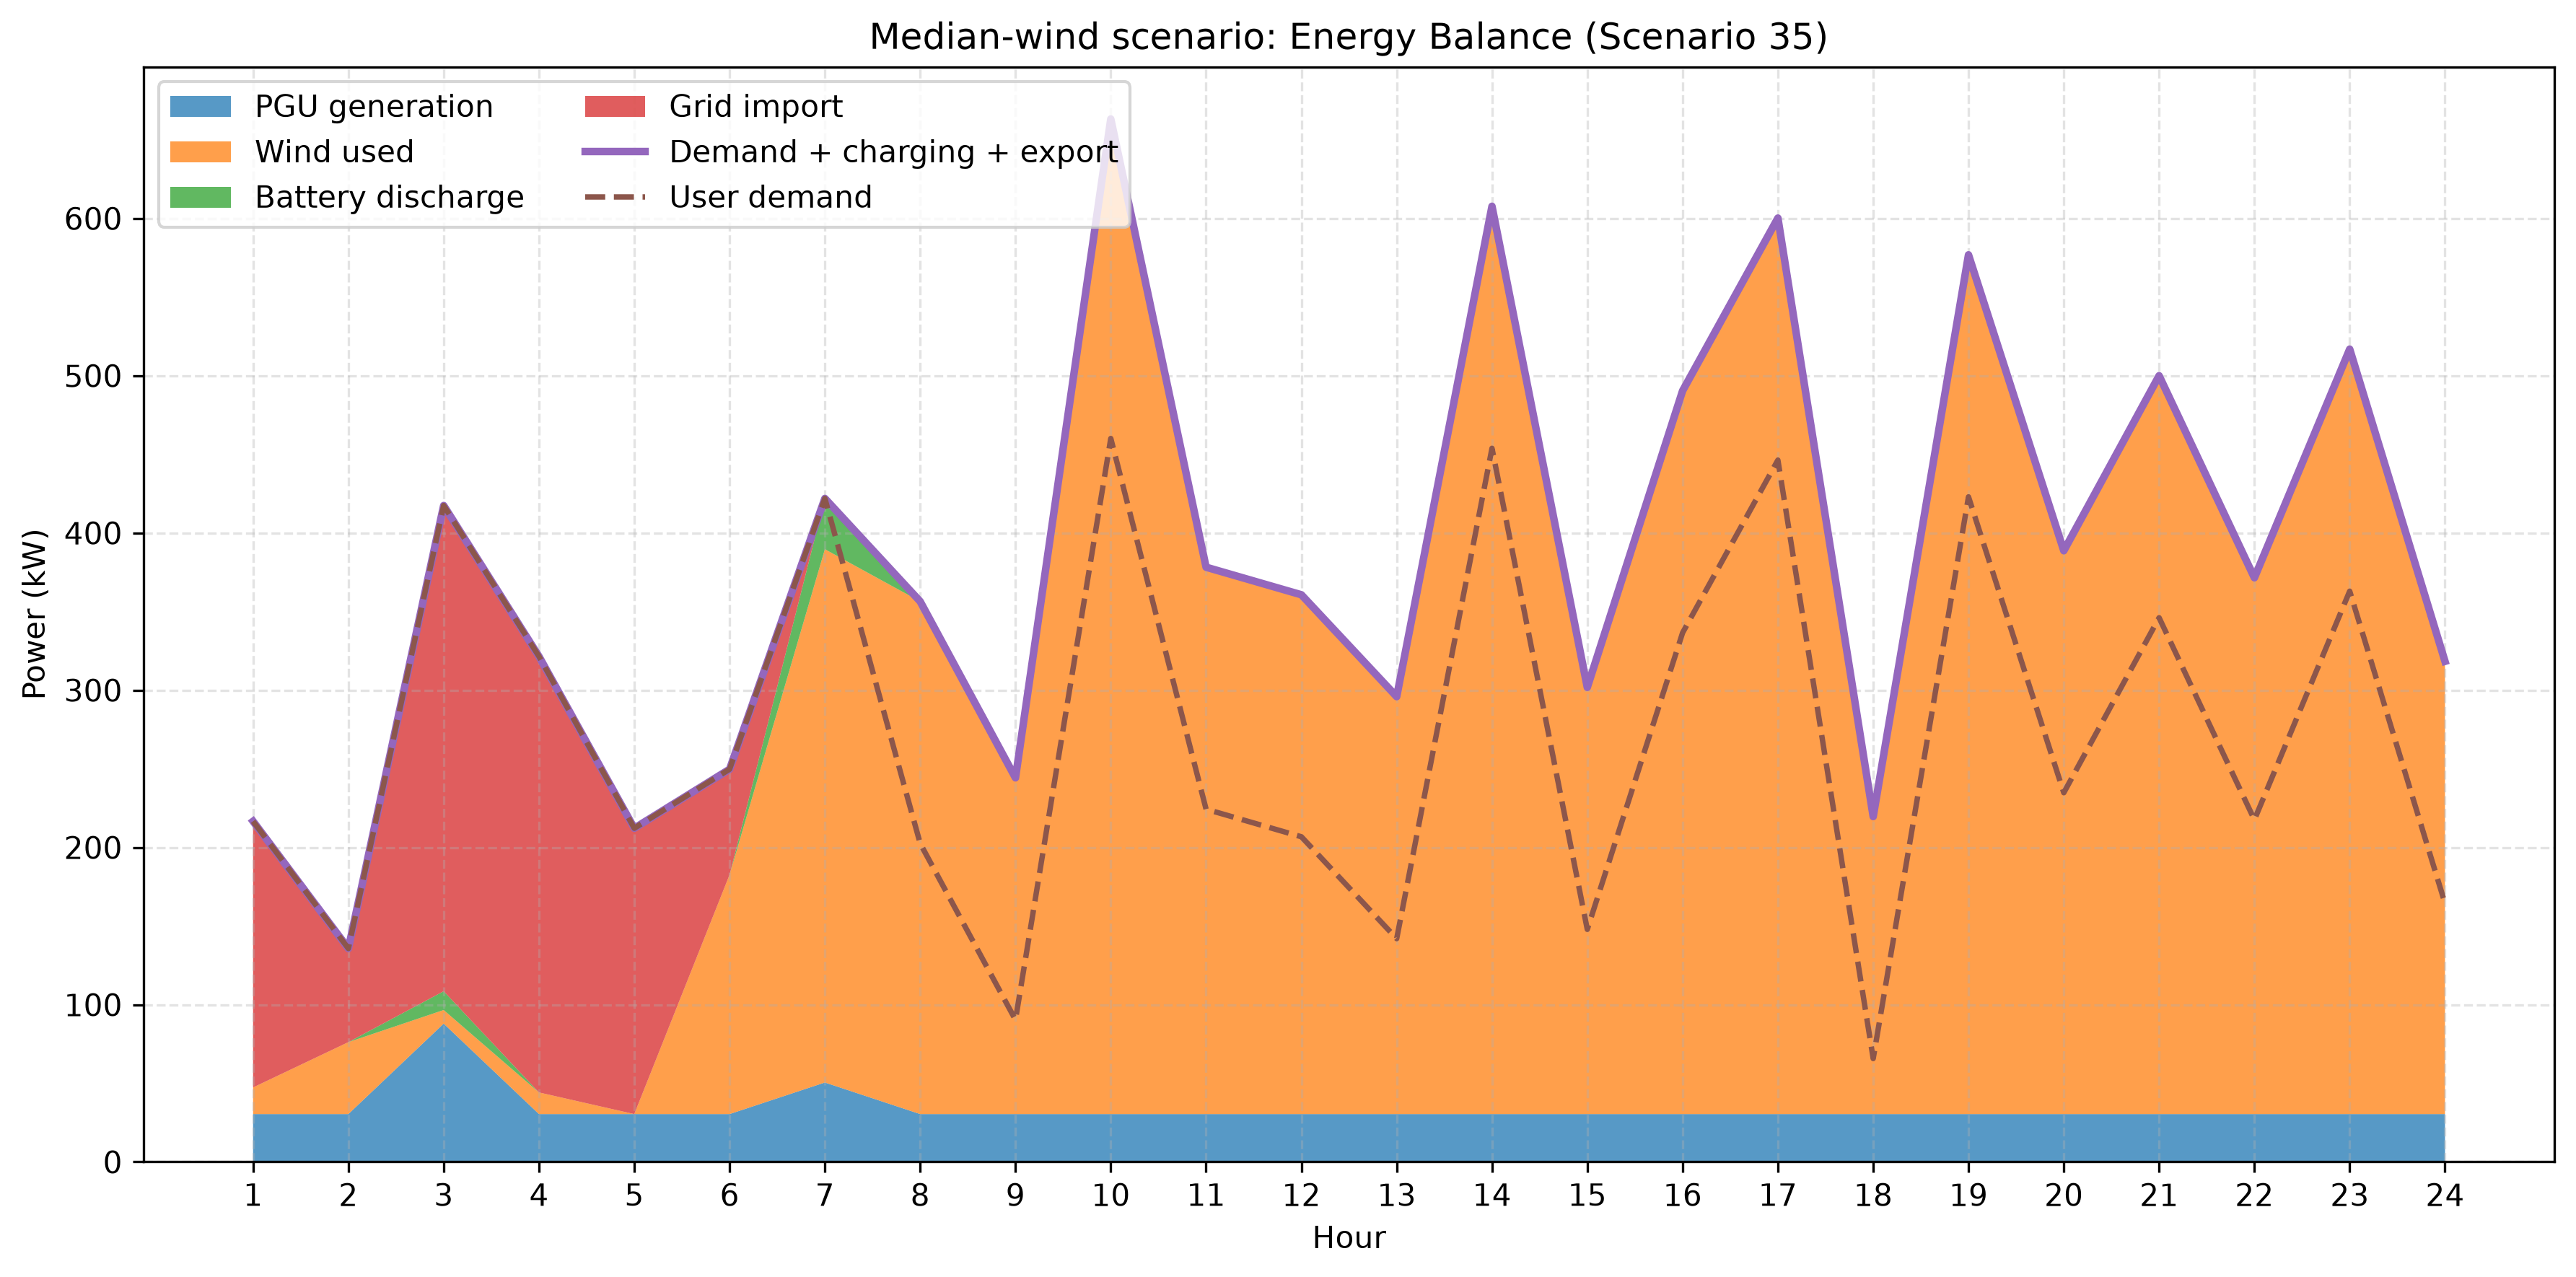 Median-wind scenario: Energy Balance (Scenario 35)
PGU generation
Wind used
Battery discharge
Grid import
Demand + charging + export
User demand
Power (kW)
600
500
400
300
200
100
0
1 2 3 4 5 6 7 8 9 10 11 12 13 14 15 16 17 18 19 20 21 22 23 24
Hour